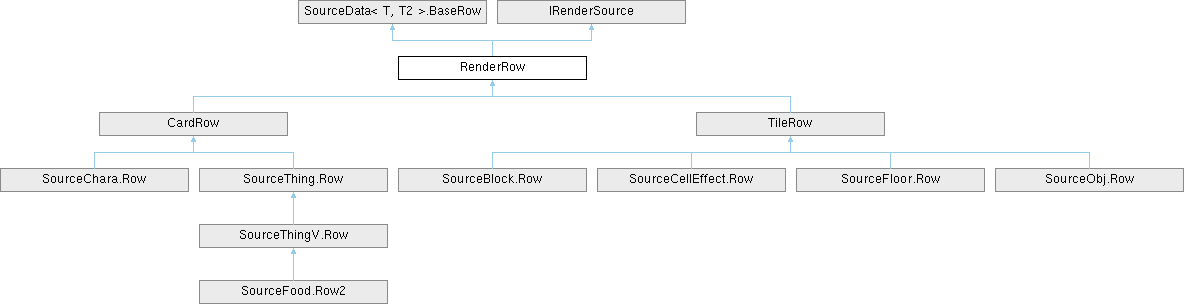 SourceData< T, T2 >.BaseRow
IRenderSource
RenderRow
CardRow
TileRow
SourceChara.Row
SourceThing.Row
SourceBlock.Row
SourceCellEffect.Row
SourceFloor.Row
SourceObj.Row
SourceThingV.Row
SourceFood.Row2